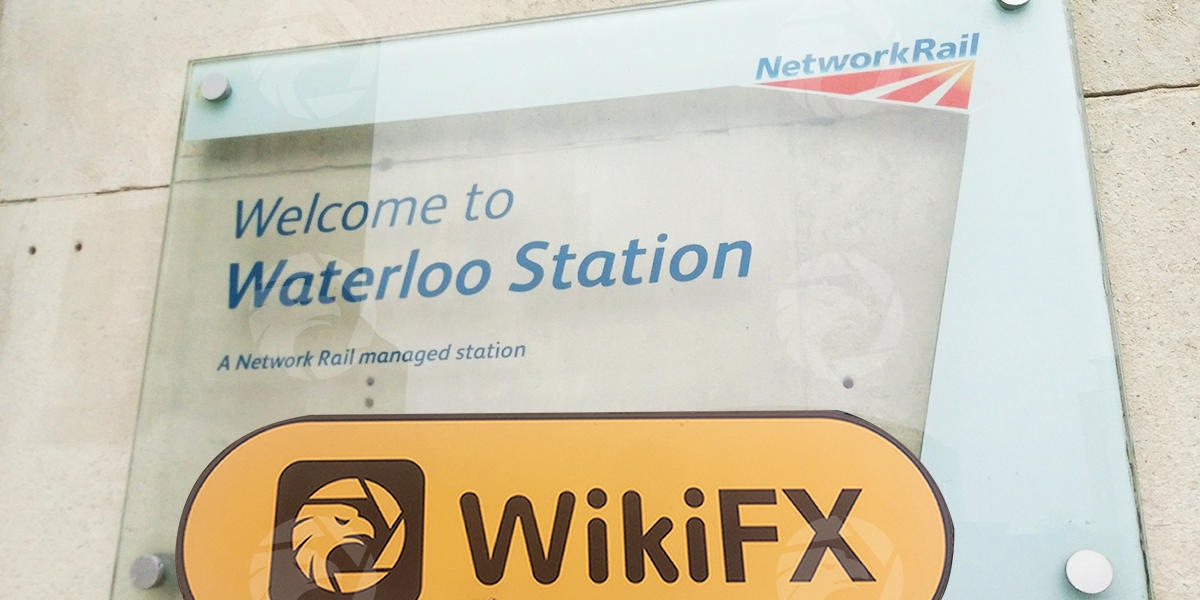 NetworkRail
Welcome to
Waterloo Station
A Network Rail managed station
WikiFX